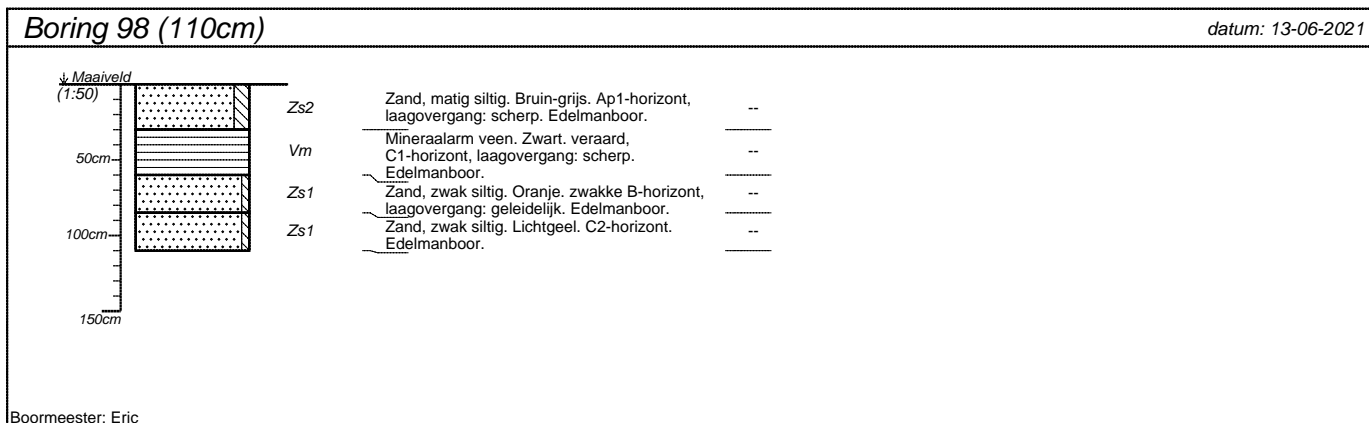 Boring 98 (110cm)
datum: 13-06-2021
Maaiveld
(1:50)
Zs2
Zand, matig siltig. Bruin-grijs. Ap1-horizont,
laagovergang: scherp. Edelmanboor.
--
50cm
Vm
Mineraalarm veen. Zwart. veraard,
C1-horizont, laagovergang: scherp.
Edelmanboor.
--
Zs1
Zand, zwak siltig. Oranje. zwakke B-horizont,
laagovergang: geleidelijk. Edelmanboor.
--
100cm
Zs1
Zand, zwak siltig. Lichtgeel. C2-horizont.
Edelmanboor.
--
150cm
Boormeester: Eric